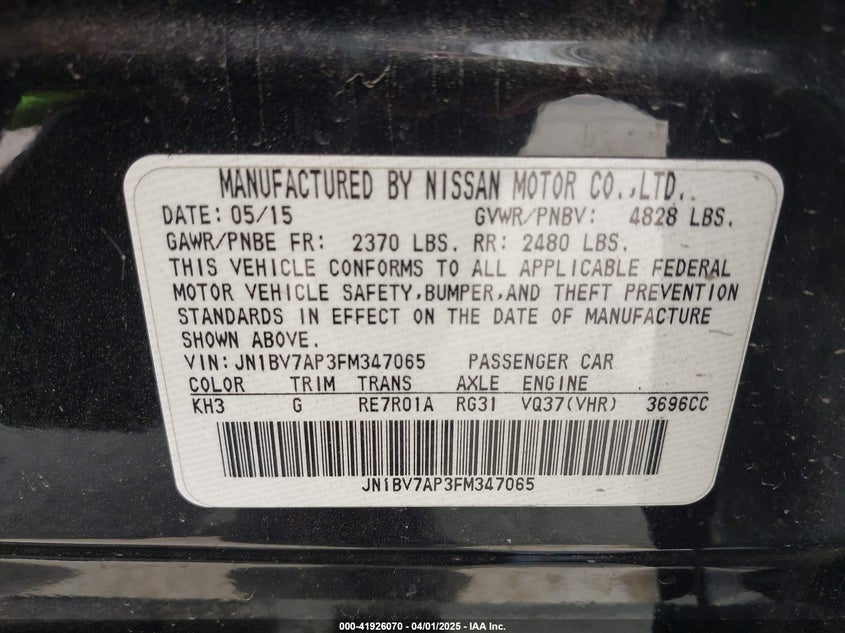 MANUFACTURED BY NISSAN MOTOR CO.,LTD.
DATE: 05/15 GVWR/PNBV: 4828 LBS.
GAWR/PNBE FR: 2370 LBS. RR: 2480 LBS.
THIS VEHICLE CONFORMS TO ALL APPLICABLE FEDERAL
MOTOR VEHICLE SAFETY,BUMPER,AND THEFT PREVENTION
STANDARDS IN EFFECT ON THE DATE OF MANUFACTURE
SHOWN ABOVE.
VIN:JN1BV7AP3FM347065 PASSENGER CAR
COLOR TRIM TRANS AXLE ENGINE
KH3 G RE7R01A RG31 VQ37(VHR) 3696CC
JN1BV7AP3FM347065
000-41926070 - 04/01/2025 - IAA Inc.